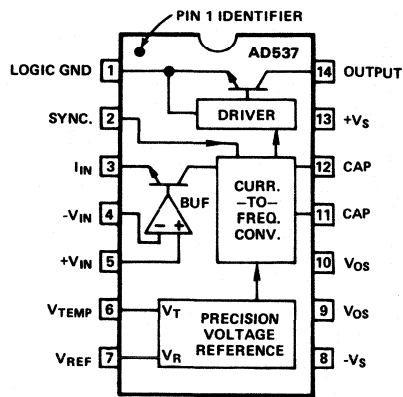 PIN 1 IDENTIFIER
AD537
LOGIC GND 1
14 OUTPUT
DRIVER
SYNC. 2
13 +VS
IIN 3
12 CAP
CURR.
-TO-
FREQ.
CONV.
BUF
-VIN 4
11 CAP
- +
+VIN 5
10 VOS
VTEMP 6
VT
9 VOS
PRECISION
VOLTAGE
REFERENCE
VREF 7
VR
8 -VS